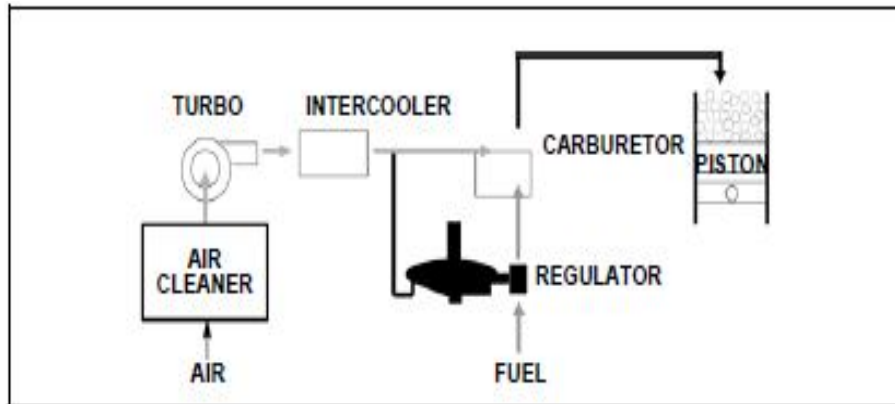 TURBO
INTERCOOLER
CARBURETOR
PISTON
AIR
CLEANER
REGULATOR
AIR
FUEL